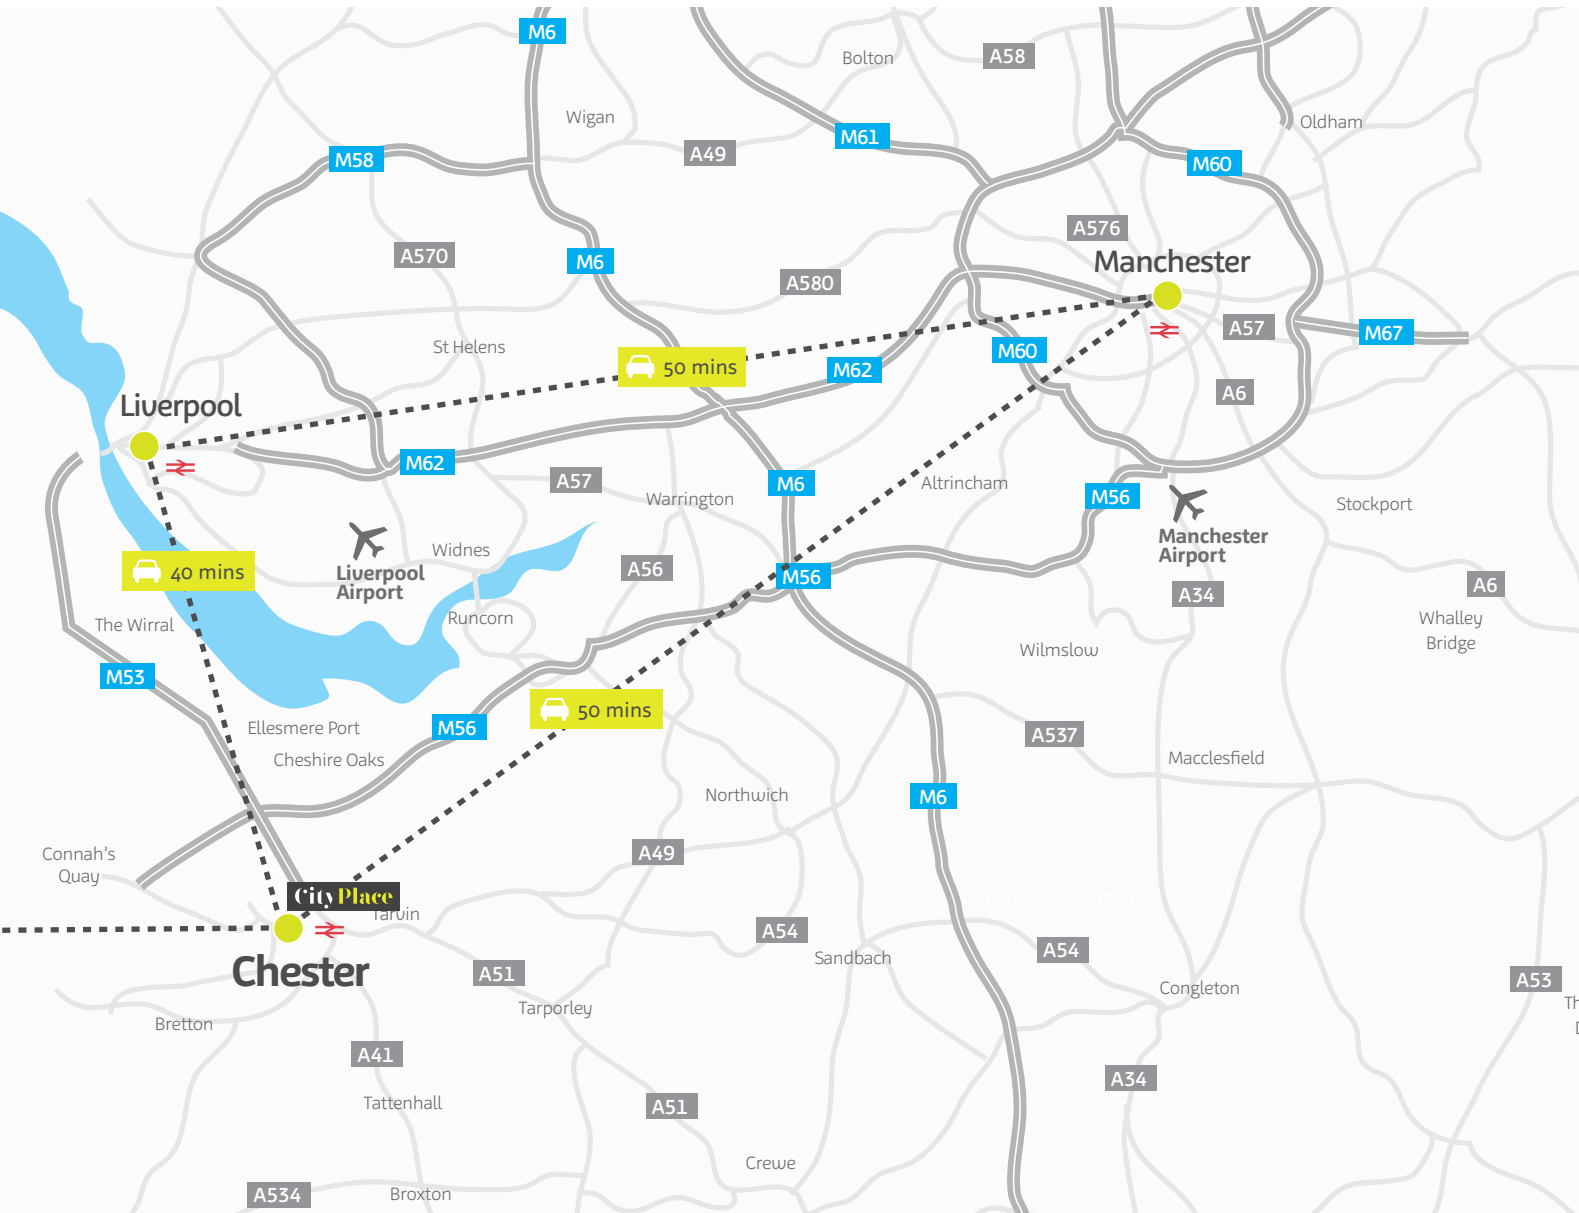 M6
A58
Bolton
Wigan
M61
Oldham
M58
A49
M60
A576
A570
M6
Manchester
A580
A57
M67
St Helens
M60
50 mins
M62
A6
Liverpool
M62
A57
M6
Altrincham
M56
Warrington
Stockport
Manchester
Airport
Widnes
A56
Liverpool
Airport
40 mins
M56
A6
A34
Runcorn
The Wirral
Whalley
Bridge
Wilmslow
M53
50 mins
Ellesmere Port
M56
A537
Cheshire Oaks
Macclesfield
Northwich
M6
Connah's
Quay
A49
City Place
Holmes Chapel
Tarvin
A54
A54
Sandbach
Chester
A51
A53
Congleton
Tarporley
Th
Bretton
A41
A34
Tattenhall
A51
Crewe
A534
Broxton